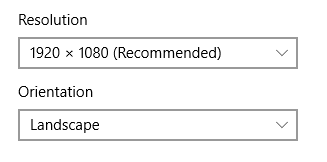 Resolution
1920 × 1080 (Recommended)
Orientation
Landscape